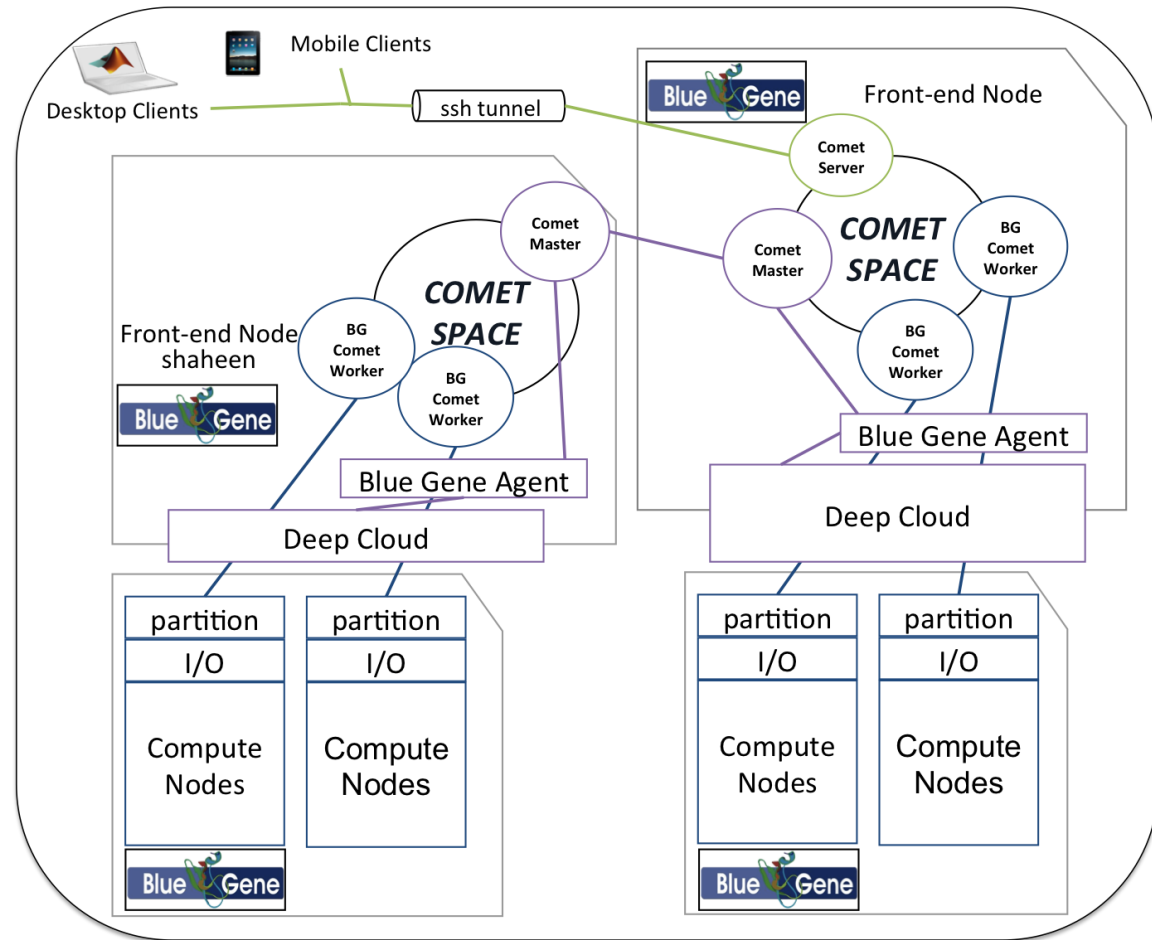 Mobile Clients
Desktop Clients
ssh tunnel
Blue Gene
Front-end Node
Comet
Server
Comet
Master
COMET
SPACE
BG
Comet
Worker
BG
Comet
Worker
Blue Gene Agent
Deep Cloud
Comet
Master
COMET
SPACE
Front-end Node
shaheen
Blue Gene
BG
Comet
Worker
BG
Comet
Worker
Blue Gene Agent
Deep Cloud
partition
I/O
Compute
Nodes
partition
I/O
Compute
Nodes
Blue Gene
partition
I/O
Compute
Nodes
partition
I/O
Compute
Nodes
Blue Gene